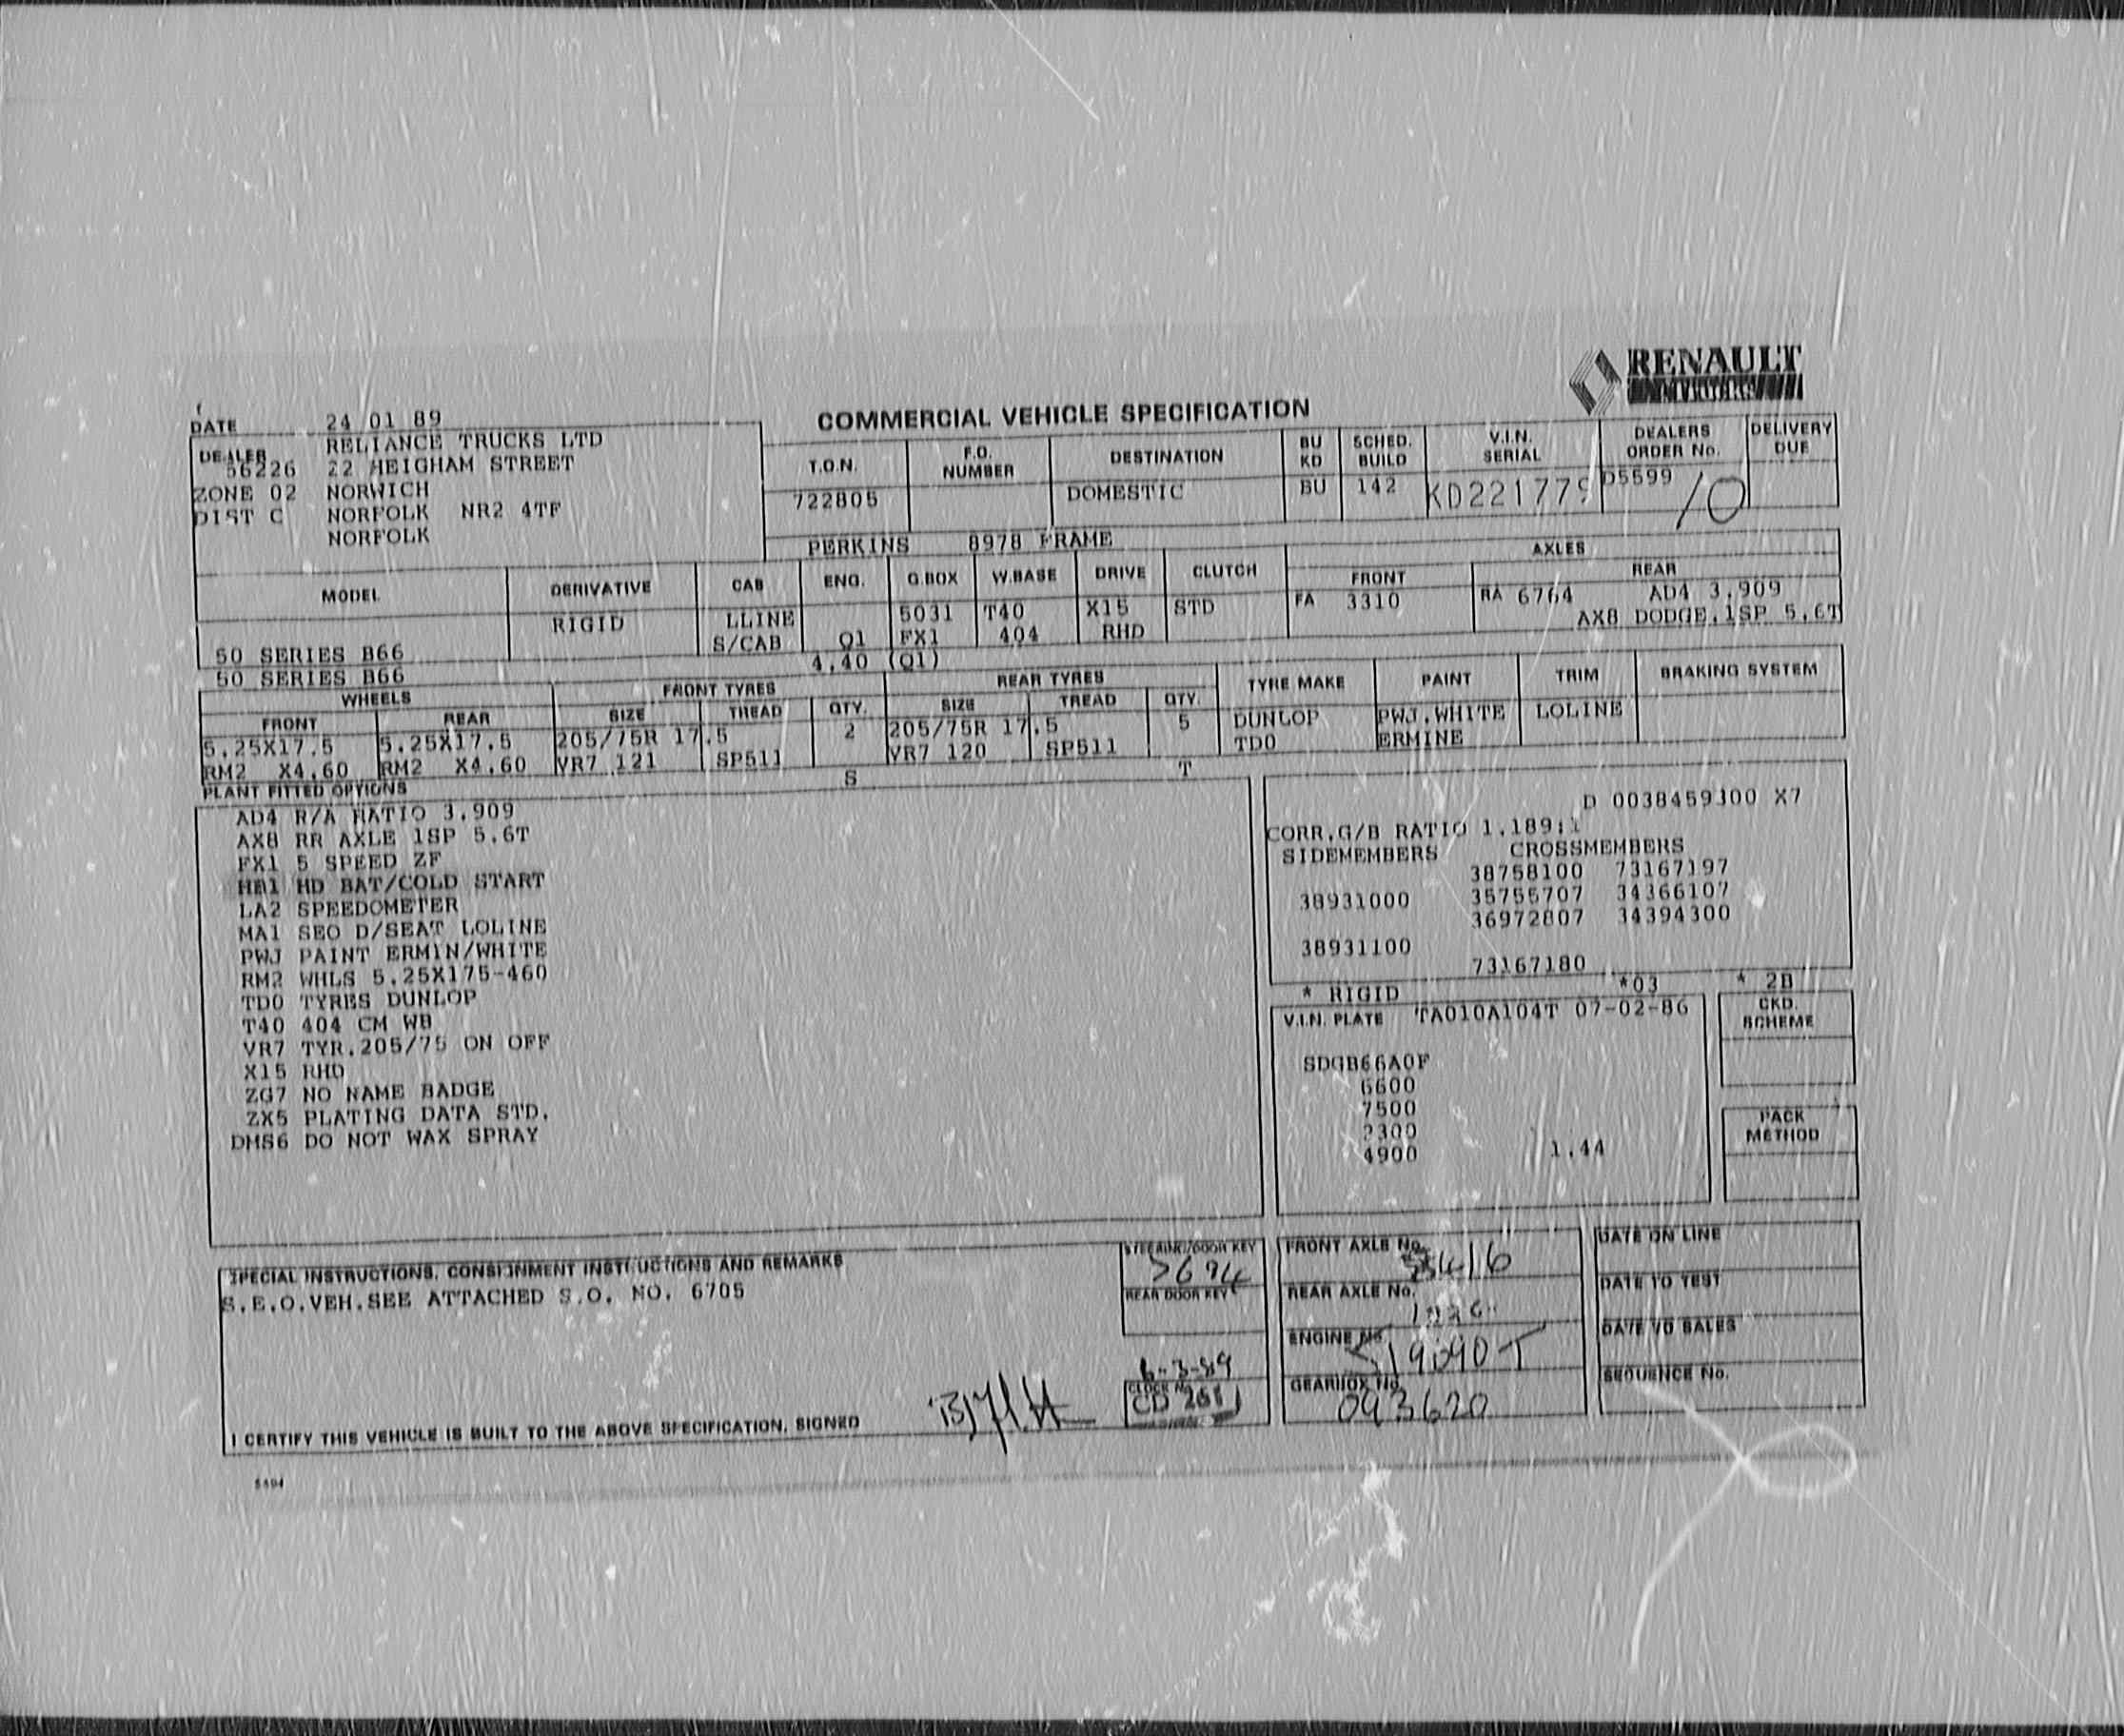 RENAULT
COMMERCIAL VEHICLE SPECIFICATION
DATE 24 01 89
DEALER RELIANCE TRUCKS LTD
56226 22 HEIGHAM STREET
ZONE 02 NORWICH
DIST C NORFOLK NR2 4TF
NORFOLK
T.O.N. F.O. NUMBER DESTINATION BU KD SCHED. BUILD V.I.N. SERIAL DEALERS ORDER No. DELIVERY DUE
722805 DOMESTIC BU 142 KD221779 D5599 /10
PERKINS 8978 FRAME
MODEL DERIVATIVE CAB ENG. G.BOX W.BASE DRIVE CLUTCH AXLES FRONT REAR
RIGID LLINE 5031 T40 X15 STD FA 3310 RA 6764 AD4 3.909
S/CAB Q1 FX1 404 RHD AX8 DODGE.1SP 5.6T
50 SERIES B66
50 SERIES B66 4.40 (Q1)
WHEELS FRONT TYRES REAR TYRES TYRE MAKE PAINT TRIM BRAKING SYSTEM
FRONT REAR SIZE TREAD QTY. SIZE TREAD QTY.
5.25X17.5 5.25X17.5 205/75R 17.5 2 205/75R 17.5 5 DUNLOP PWJ.WHITE LOLINE
RM2 X4.60 RM2 X4.60 VR7 121 SP511 VR7 120 SP511 TD0 ERMINE
S T
PLANT FITTED OPTIONS
AD4 R/A RATIO 3.909
AX8 RR AXLE 1SP 5.6T
FX1 5 SPEED ZF
HB1 HD BAT/COLD START
LA2 SPEEDOMETER
MA1 SEO D/SEAT LOLINE
PWJ PAINT ERMIN/WHITE
RM2 WHLS 5.25X175-460
TD0 TYRES DUNLOP
T40 404 CM WB
VR7 TYR.205/75 ON OFF
X15 RHD
ZG7 NO NAME BADGE
ZX5 PLATING DATA STD.
DMS6 DO NOT WAX SPRAY
D 0038459300 X7
CORR.G/B RATIO 1.189:1
SIDEMEMBERS CROSSMEMBERS
38758100 73167197
38931000 35755707 34366107
36972807 34394300
38931100
73167180
* RIGID *03 * 2B
V.I.N. PLATE TA010A104T 07-02-86
CKD. SCHEME
SDGB66A0F
6600
7500
2300
4900 1.44
PACK METHOD
SPECIAL INSTRUCTIONS, CONSIGNMENT INSTRUCTIONS AND REMARKS
S.E.O.VEH.SEE ATTACHED S.O. NO. 6705
STEERING/DOOR KEY
REAR DOOR KEY
6-3-89
CD 261
FRONT AXLE No.
REAR AXLE No.
ENGINE No.
GEARBOX No.
093620
DATE ON LINE
DATE TO TEST
DATE TO SALES
SEQUENCE No.
I CERTIFY THIS VEHICLE IS BUILT TO THE ABOVE SPECIFICATION. SIGNED